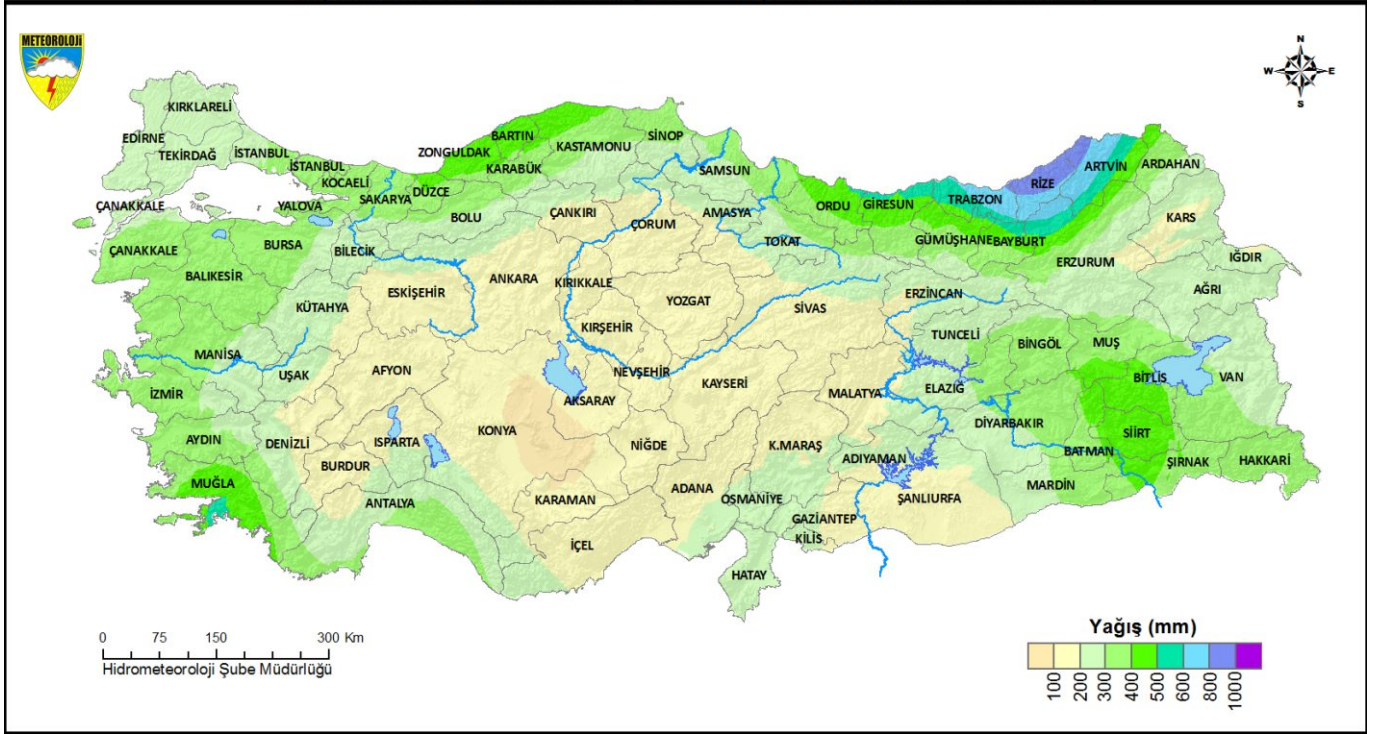 METEOROLOJİ
N
W E
S
KIRKLARELİ
EDİRNE
TEKİRDAĞ
İSTANBUL
İSTANBUL
KOCAELİ
YALOVA
SAKARYA
DÜZCE
ZONGULDAK
BARTIN
KARABÜK
KASTAMONU
SİNOP
SAMSUN
ORDU
GİRESUN
TRABZON
RİZE
ARTVİN
ARDAHAN
ÇANAKKALE
ÇANAKKALE
BURSA
BİLECİK
BOLU
ÇANKIRI
ÇORUM
AMASYA
TOKAT
GÜMÜŞHANE
BAYBURT
KARS
ERZURUM
IĞDIR
AĞRI
BALIKESİR
KÜTAHYA
ESKİŞEHİR
ANKARA
KIRIKKALE
YOZGAT
SİVAS
ERZİNCAN
KIRŞEHİR
TUNCELİ
BİNGÖL
MUŞ
BİTLİS
VAN
MANİSA
UŞAK
AFYON
NEVŞEHİR
KAYSERİ
MALATYA
ELAZIĞ
İZMİR
AKSARAY
DİYARBAKIR
SİİRT
BATMAN
ŞIRNAK
HAKKARİ
AYDIN
DENİZLİ
ISPARTA
KONYA
NİĞDE
K.MARAŞ
ADIYAMAN
MARDİN
BURDUR
MUĞLA
ANTALYA
KARAMAN
ADANA
OSMANİYE
ŞANLIURFA
GAZİANTEP
KİLİS
İÇEL
HATAY
0 75 150 300 Km
Hidrometeoroloji Şube Müdürlüğü
Yağış (mm)
100 200 300 400 500 600 800 1000